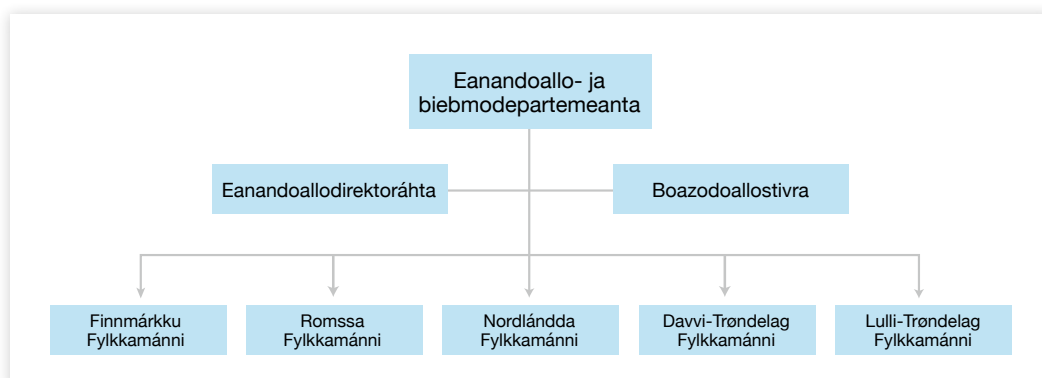 Eanandoallo- ja
biebmodepartemeanta
Eanandoallodirektoráhta
Boazodoallostivra
Finnmárkku
Fylkkamánni
Romssa
Fylkkamánni
Nordlándda
Fylkkamánni
Davvi-Trøndelag
Fylkkamánni
Lulli-Trøndelag
Fylkkamánni